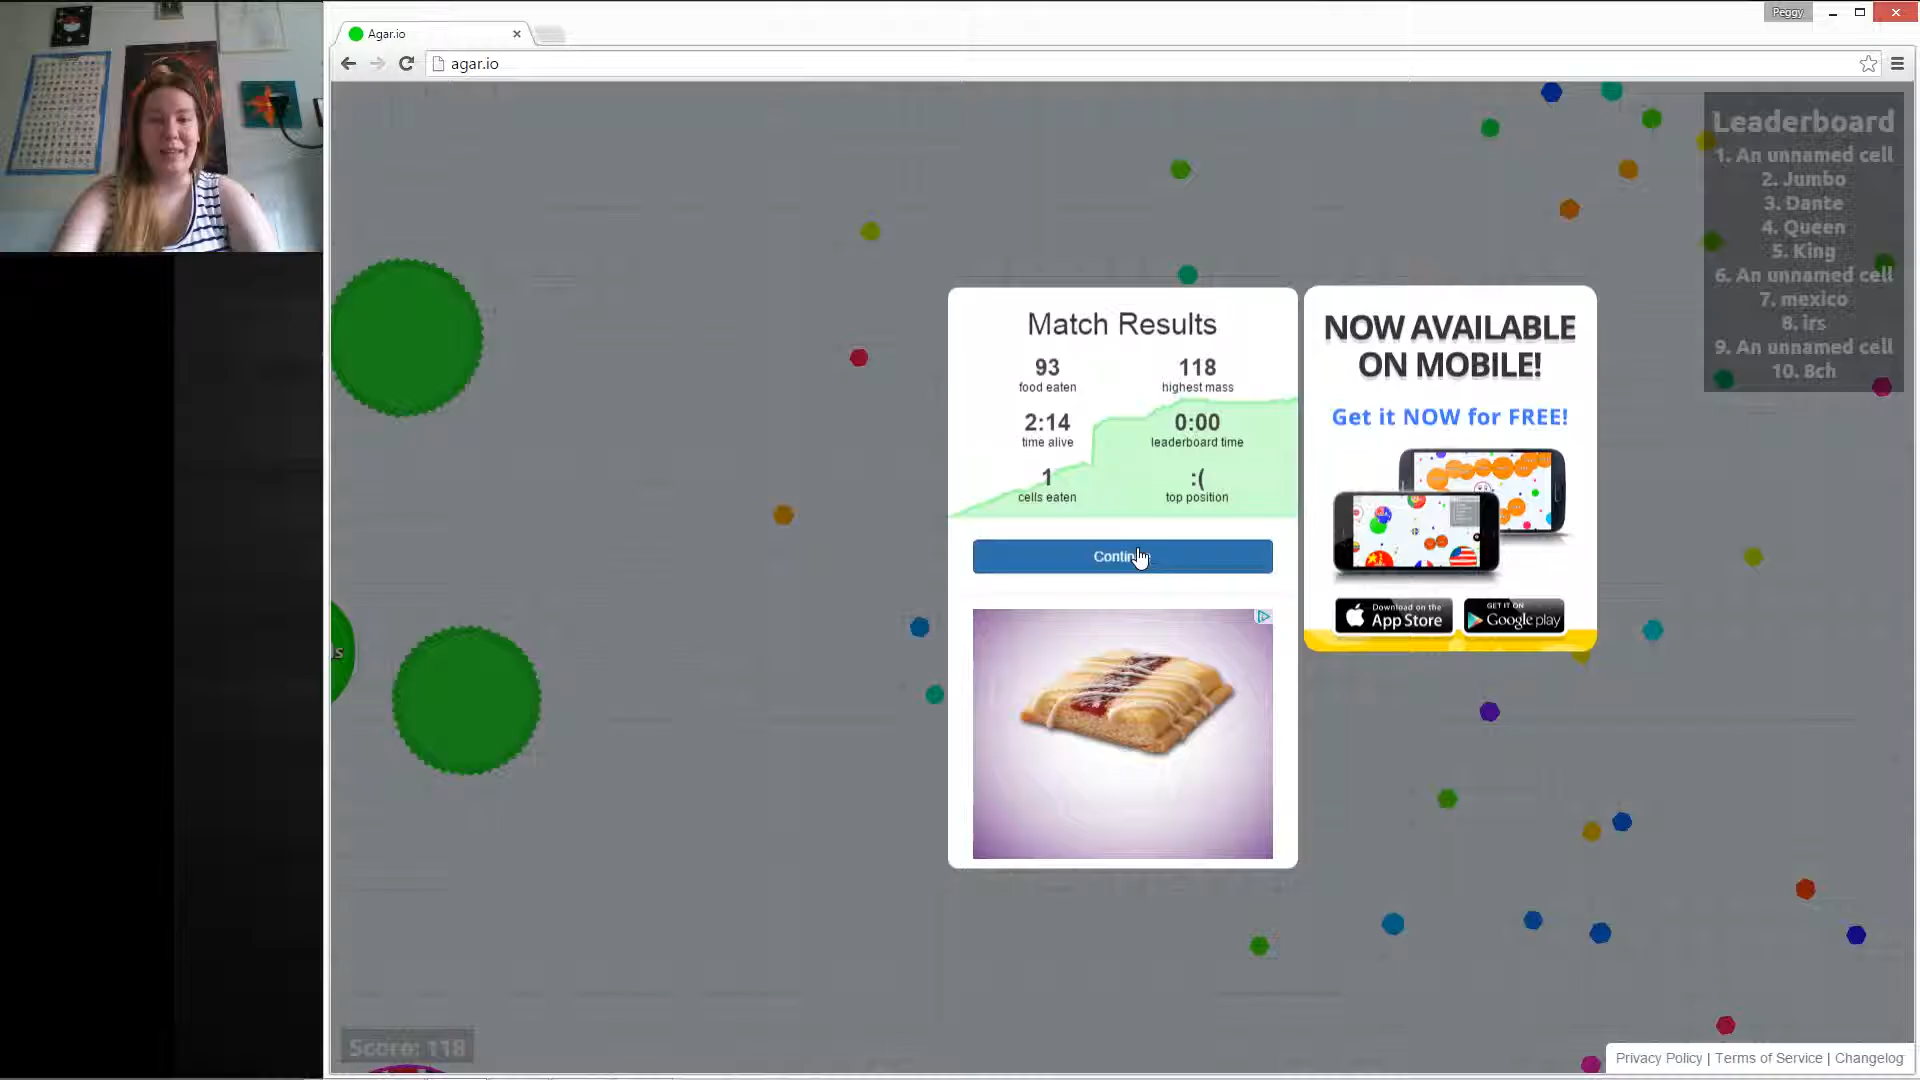 Peggy
Agar.io
agar.io
Leaderboard
1. An unnamed cell
2. Jumbo
3. Dante
4. Queen
5. King
6. An unnamed cell
7. mexico
8. irs
9. An unnamed cell
10. 8ch
Match Results
93
food eaten
118
highest mass
2:14
time alive
0:00
leaderboard time
1
cells eaten
:(
top position
NOW AVAILABLE
ON MOBILE!
Get it NOW for FREE!
Download on the
App Store
GET IT ON
Google play
Score: 118
Privacy Policy | Terms of Service | Changelog